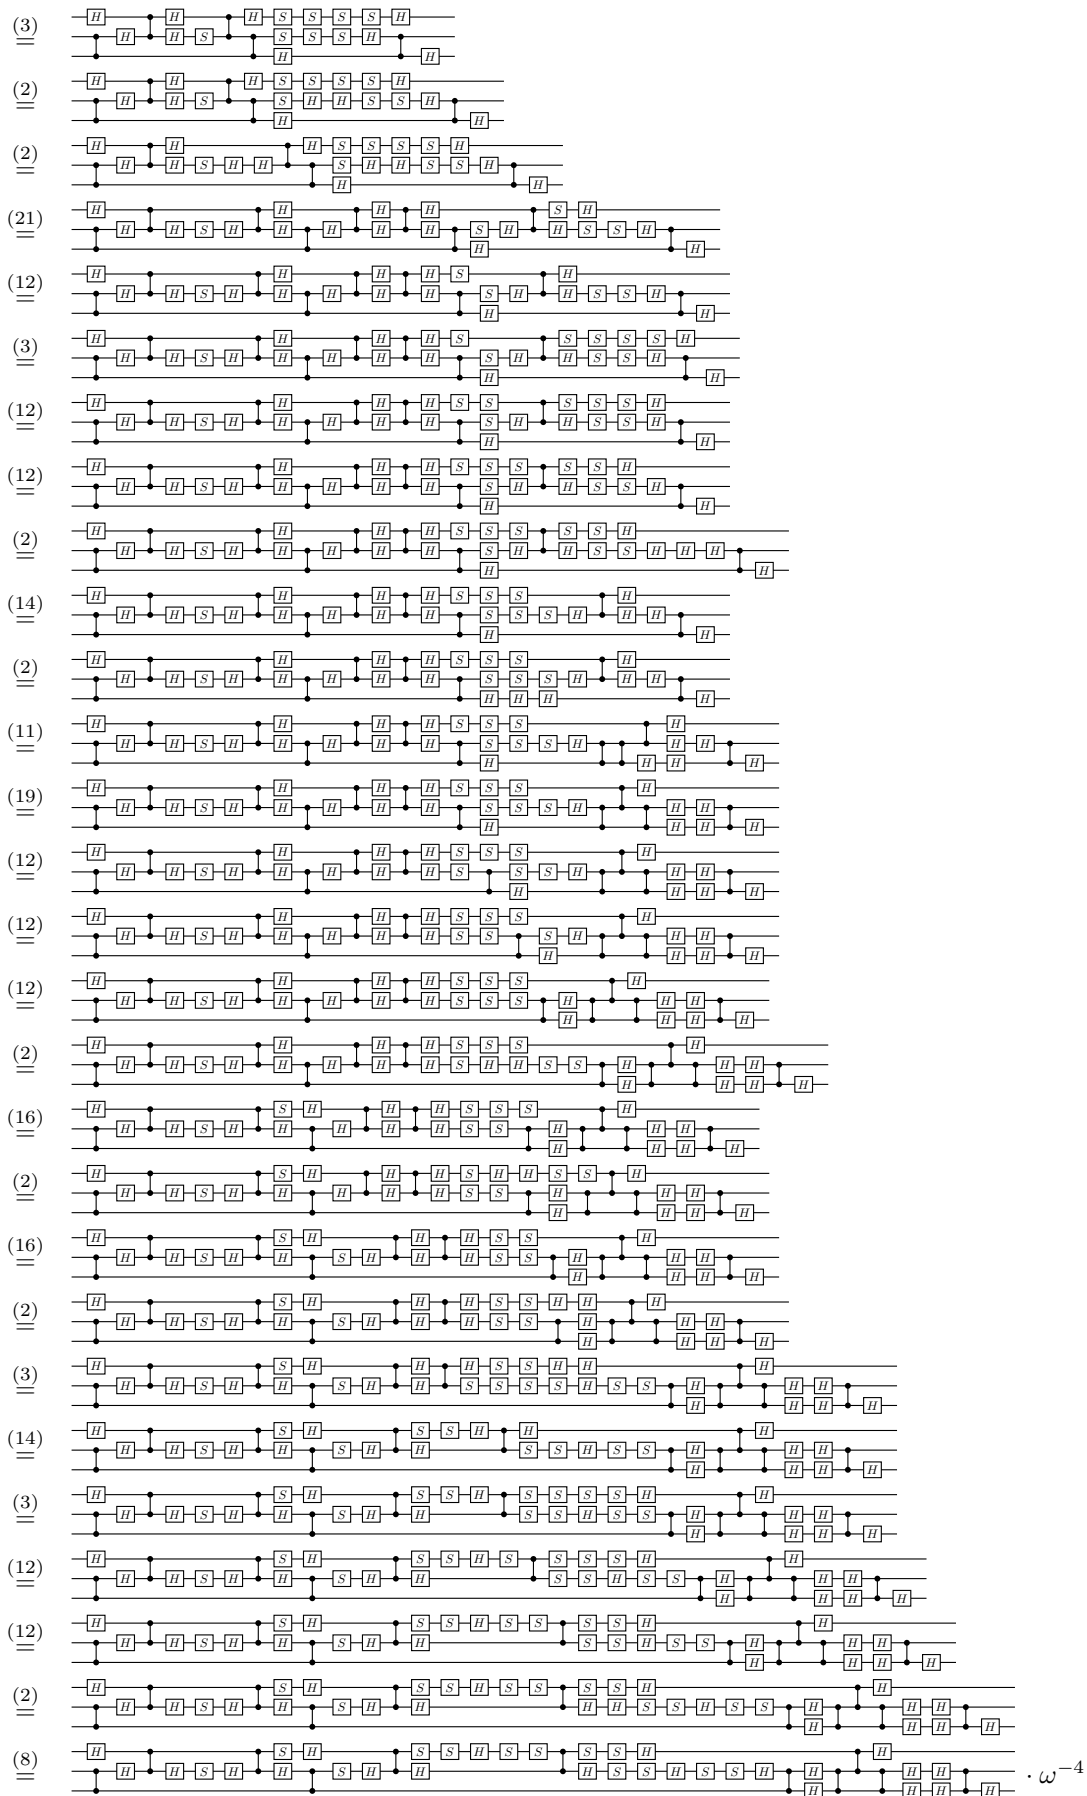 (3) = H H H S S S S H
H H S S S S H
H H
(2) = H H H S S S S H
H H S S H H S S H
H H
(2) = H H H S S S S H
H H S H H S H H S S H
H H
(21) = H H H H S H
H H S H H H H H S H H S S H
H H
(12) = H H H H S H
H H S H H H H H S H H S S H
H H
(3) = H H H H S S S S S H
H H S H H H H H S H H S S H
H H
(12) = H H H H S S S S S H
H H S H H H H H S H H S S H
H H
(12) = H H H H S S S S S H
H H S H H H H H S H H S S H
H H
(2) = H H H H S S S S S H
H H S H H H H H S H H S S H H H
H H
(14) = H H H H S S S H
H H S H H H H H S S S H H H
H H
(2) = H H H H S S S H
H H S H H H H H S S S H H H
H H H H
(11) = H H H H S S S H
H H S H H H H H S S S H H H
H H H H
(19) = H H H H S S S H
H H S H H H H H S S S H H H
H H H H
(12) = H H H H S S S H
H H S H H H H H S S S H H H
H H H H
(12) = H H H H S S S H
H H S H H H H H S S S H H H
H H H H
(12) = H H H H S S S H
H H S H H H H H S S S H H H
H H H H
(2) = H H H H S S S H
H H S H H H H H S H H S S H H H
H H H H
(16) = H S H H H S S S H
H H S H H H H H S S H H H
H H H H
(2) = H S H H H S H H S S H
H H S H H H H H S S H H H
H H H H
(16) = H S H H H S S H
H H S H H S H H H S S H H H
H H H H
(2) = H S H H H S S H H H
H H S H H S H H H S S H H H
H H H H
(3) = H S H H H S S H H H
H H S H H S H H S S S S H S S H H H
H H H H
(14) = H S H S S H H H
H H S H H S H H S S H S S H H H
H H H H
(3) = H S H S S H S S S S H H
H H S H H S H H S S H S S H H H
H H H H
(12) = H S H S S H S S S S H H
H H S H H S H H S S H S S H H H
H H H H
(12) = H S H S S H S S S S H H
H H S H H S H H S S H S S H H H
H H H H
(2) = H S H S S H S S S S H H
H H S H H S H H H H S S H S S H H H
H H H H
(8) = H S H S S H S S S S H H
H H S H H S H H H S S H S S H H H H · ω⁻⁴
H H H H